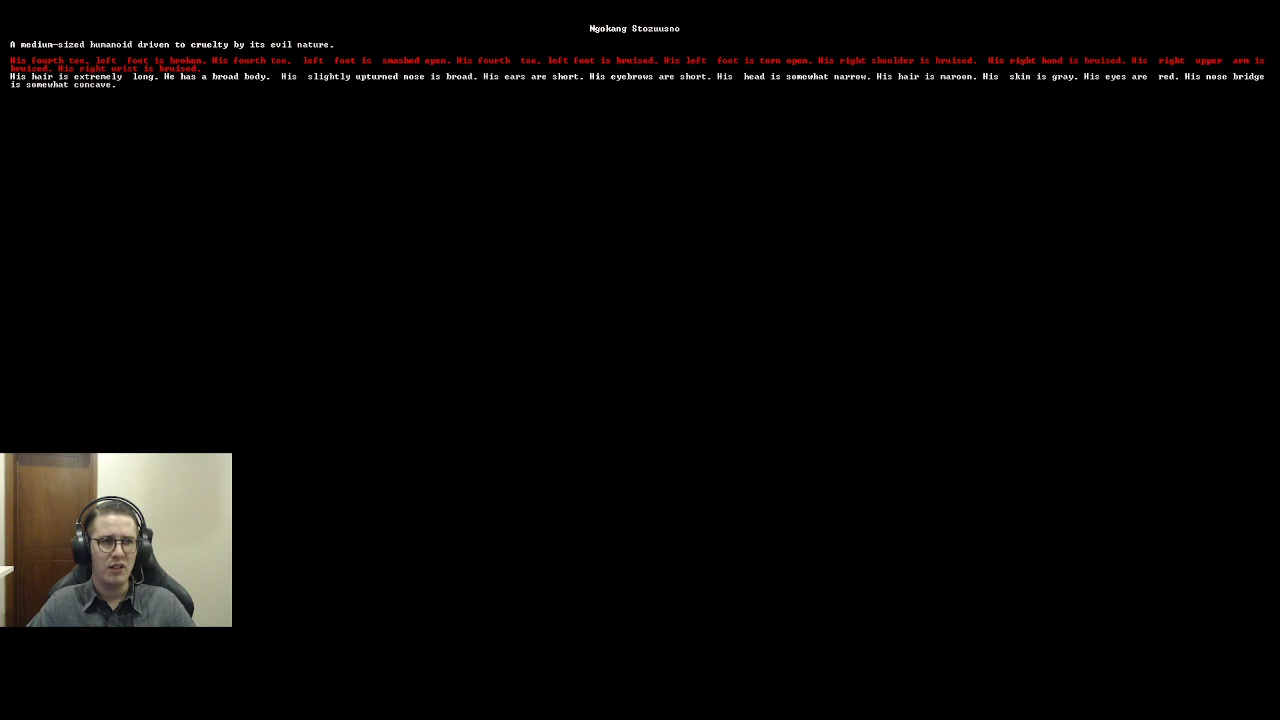 Ngokang Stozuusno
A medium-sized humanoid driven to cruelty by its evil nature.
His fourth toe, left foot is broken. His fourth toe, left foot is smashed open. His fourth toe, left foot is bruised. His left foot is torn open. His right shoulder is bruised. His right hand is bruised. His right upper arm is
bruised. His right wrist is bruised.
His hair is extremely long. He has a broad body. His slightly upturned nose is broad. His ears are short. His eyebrows are short. His head is somewhat narrow. His hair is maroon. His skin is gray. His eyes are red. His nose bridge
is somewhat concave.